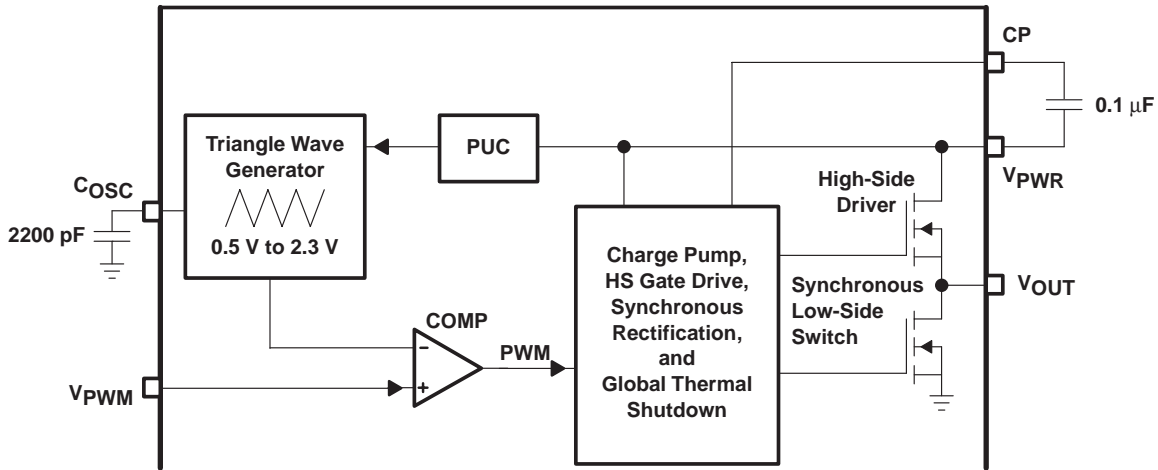 CP
0.1 μF
Triangle Wave
Generator
PUC
COSC
VPWR
High-Side
Driver
2200 pF
0.5 V to 2.3 V
Charge Pump,
HS Gate Drive,
Synchronous
Rectification,
and
Global Thermal
Shutdown
Synchronous
Low-Side
Switch
VOUT
COMP
−
+
PWM
VPWM